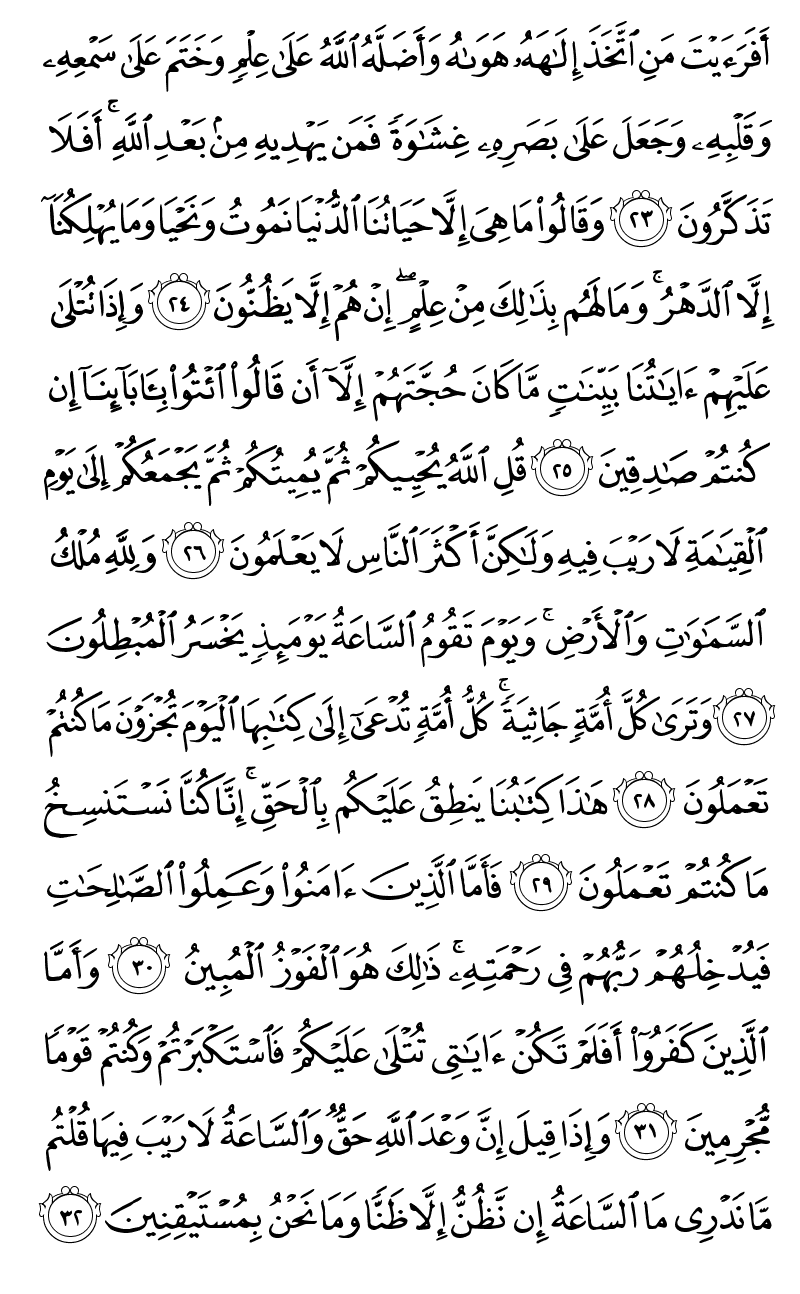 أَفَرَءَيْتَ مَنِ ٱتَّخَذَ إِلَـٰهَهُۥ هَوَىٰهُ وَأَضَلَّهُ ٱللَّهُ عَلَىٰ عِلْمٍ وَخَتَمَ عَلَىٰ سَمْعِهِۦ
وَقَلْبِهِۦ وَجَعَلَ عَلَىٰ بَصَرِهِۦ غِشَـٰوَةً فَمَن يَهْدِيهِ مِنۢ بَعْدِ ٱللَّهِ ۚ أَفَلَا
تَذَكَّرُونَ ٢٣ وَقَالُوا۟ مَا هِىَ إِلَّا حَيَاتُنَا ٱلدُّنْيَا نَمُوتُ وَنَحْيَا وَمَا يُهْلِكُنَآ
إِلَّا ٱلدَّهْرُ ۚ وَمَا لَهُم بِذَٰلِكَ مِنْ عِلْمٍ ۖ إِنْ هُمْ إِلَّا يَظُنُّونَ ٢٤ وَإِذَا تُتْلَىٰ
عَلَيْهِمْ ءَايَـٰتُنَا بَيِّنَـٰتٍ مَّا كَانَ حُجَّتَهُمْ إِلَّآ أَن قَالُوا۟ ٱئْتُوا۟ بِـَٔابَآئِنَآ إِن
كُنتُمْ صَـٰدِقِينَ ٢٥ قُلِ ٱللَّهُ يُحْيِيكُمْ ثُمَّ يُمِيتُكُمْ ثُمَّ يَجْمَعُكُمْ إِلَىٰ يَوْمِ
ٱلْقِيَـٰمَةِ لَا رَيْبَ فِيهِ وَلَـٰكِنَّ أَكْثَرَ ٱلنَّاسِ لَا يَعْلَمُونَ ٢٦ وَلِلَّهِ مُلْكُ
ٱلسَّمَـٰوَٰتِ وَٱلْأَرْضِ ۚ وَيَوْمَ تَقُومُ ٱلسَّاعَةُ يَوْمَئِذٍ يَخْسَرُ ٱلْمُبْطِلُونَ
٢٧ وَتَرَىٰ كُلَّ أُمَّةٍ جَاثِيَةً ۚ كُلُّ أُمَّةٍ تُدْعَىٰٓ إِلَىٰ كِتَـٰبِهَا ٱلْيَوْمَ تُجْزَوْنَ مَا كُنتُمْ
تَعْمَلُونَ ٢٨ هَـٰذَا كِتَـٰبُنَا يَنطِقُ عَلَيْكُم بِٱلْحَقِّ ۚ إِنَّا كُنَّا نَسْتَنسِخُ
مَا كُنتُمْ تَعْمَلُونَ ٢٩ فَأَمَّا ٱلَّذِينَ ءَامَنُوا۟ وَعَمِلُوا۟ ٱلصَّـٰلِحَـٰتِ
فَيُدْخِلُهُمْ رَبُّهُمْ فِى رَحْمَتِهِۦ ۚ ذَٰلِكَ هُوَ ٱلْفَوْزُ ٱلْمُبِينُ ٣٠ وَأَمَّا
ٱلَّذِينَ كَفَرُوٓا۟ أَفَلَمْ تَكُنْ ءَايَـٰتِى تُتْلَىٰ عَلَيْكُمْ فَٱسْتَكْبَرْتُمْ وَكُنتُمْ قَوْمًا
مُّجْرِمِينَ ٣١ وَإِذَا قِيلَ إِنَّ وَعْدَ ٱللَّهِ حَقٌّ وَٱلسَّاعَةُ لَا رَيْبَ فِيهَا قُلْتُم
مَّا نَدْرِى مَا ٱلسَّاعَةُ إِن نَّظُنُّ إِلَّا ظَنًّا وَمَا نَحْنُ بِمُسْتَيْقِنِينَ ٣٢